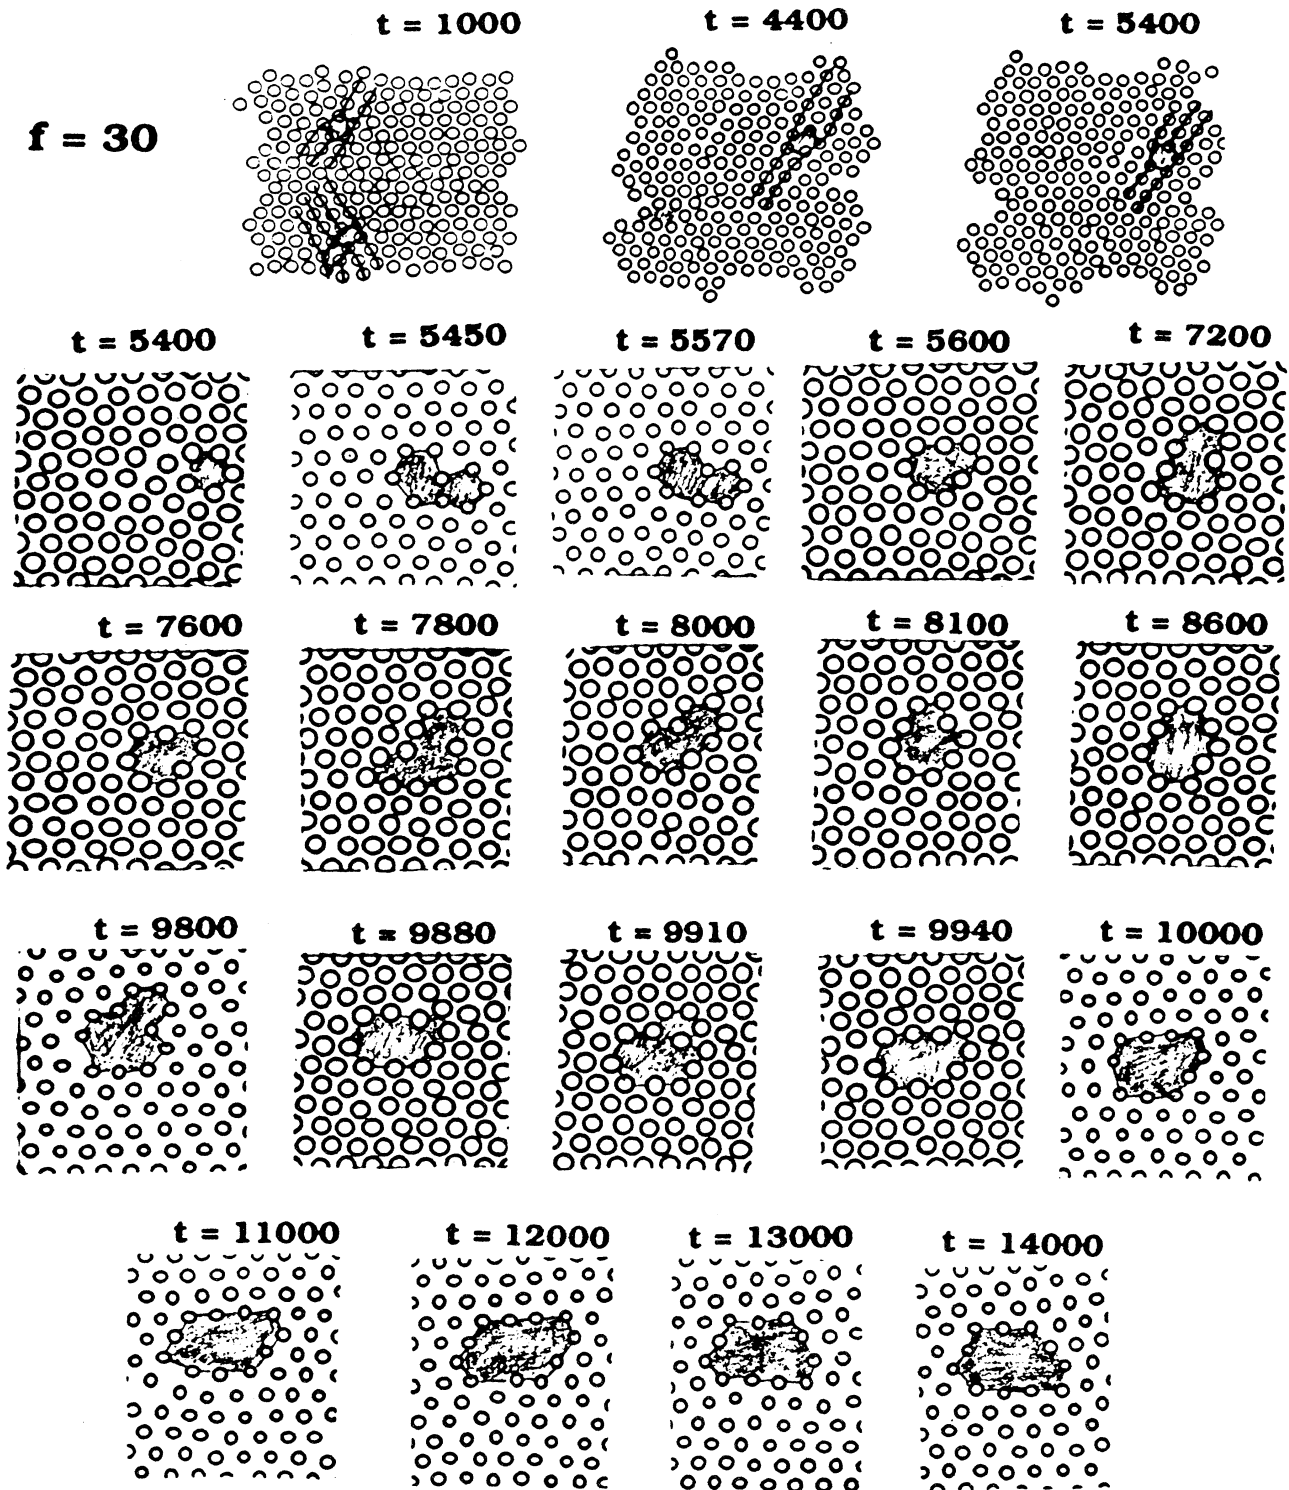 t = 1000 t = 4400 t = 5400
f = 30
t = 5400 t = 5450 t = 5570 t = 5600 t = 7200
t = 7600 t = 7800 t = 8000 t = 8100 t = 8600
t = 9800 t = 9880 t = 9910 t = 9940 t = 10000
t = 11000 t = 12000 t = 13000 t = 14000